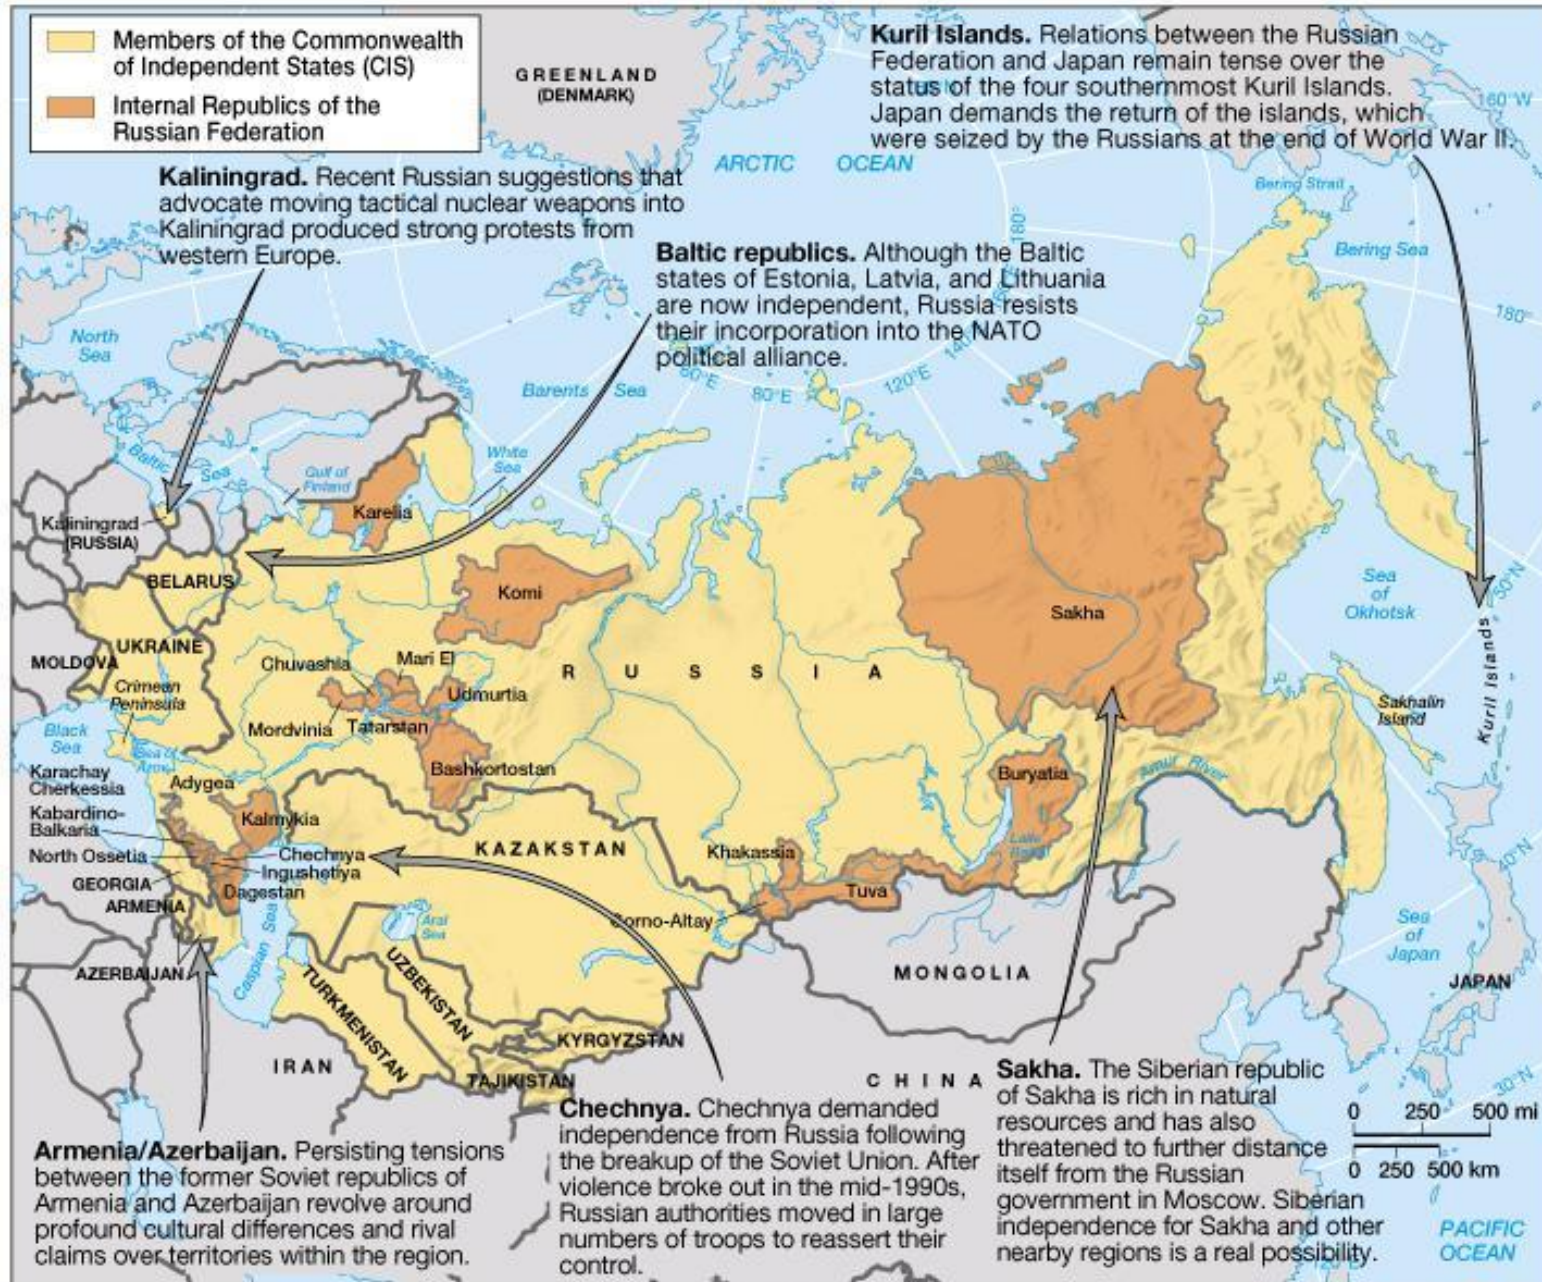 Members of the Commonwealth
of Independent States (CIS)
Internal Republics of the
Russian Federation
GREENLAND
(DENMARK)
Kuril Islands. Relations between the Russian
Federation and Japan remain tense over the
status of the four southernmost Kuril Islands.
Japan demands the return of the islands, which
were seized by the Russians at the end of World War II.
160°W
ARCTIC OCEAN
Kaliningrad. Recent Russian suggestions that
advocate moving tactical nuclear weapons into
Kaliningrad produced strong protests from
western Europe.
Bering Strait
180°
Bering Sea
Baltic republics. Although the Baltic
states of Estonia, Latvia, and Lithuania
are now independent, Russia resists
their incorporation into the NATO
political alliance.
180°
North
Sea
60°E
80°E
120°E
Barents Sea
White
Sea
Baltic Sea
Gulf of
Finland
Karelia
Kaliningrad
(RUSSIA)
BELARUS
Komi
Sakha
Sea
of
Okhotsk
50°N
UKRAINE
MOLDOVA
Crimean
Peninsula
Chuvashia
Mari El
Udmurtia
RUSSIA
Mordvinia
Tatarstan
Sakhalin
Island
Kuril Islands
Black
Sea
Sea of
Azov
Karachay
Cherkessia
Adygea
Bashkortostan
Buryatia
Amur River
Kabardino-
Balkaria
Kalmykia
North Ossetia
Chechnya
Ingushetiya
KAZAKSTAN
Khakassia
Lake
GEORGIA
Dagestan
Tuva
40°N
ARMENIA
Gorno-Altay
Aral
Sea
Sea
of
Japan
AZERBAIJAN
Caspian Sea
TURKMENISTAN
UZBEKISTAN
MONGOLIA
JAPAN
KYRGYZSTAN
IRAN
TAJIKISTAN
CHINA
30°N
Sakha. The Siberian republic
of Sakha is rich in natural
resources and has also
threatened to further distance
itself from the Russian
government in Moscow. Siberian
independence for Sakha and other
nearby regions is a real possibility.
0 250 500 mi
0 250 500 km
Chechnya. Chechnya demanded
independence from Russia following
the breakup of the Soviet Union. After
violence broke out in the mid-1990s,
Russian authorities moved in large
numbers of troops to reassert their
control.
Armenia/Azerbaijan. Persisting tensions
between the former Soviet republics of
Armenia and Azerbaijan revolve around
profound cultural differences and rival
claims over territories within the region.
PACIFIC
OCEAN
120°E